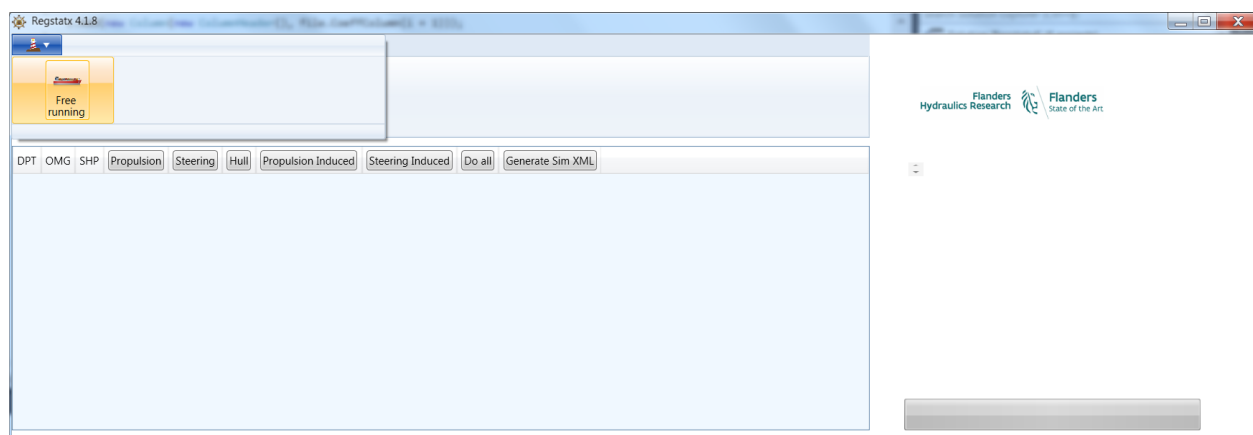 Regstatx 4.1.8
Free
running
DPT OMG SHP Propulsion Steering Hull Propulsion Induced Steering Induced Do all Generate Sim XML
Flanders
Hydraulics Research
Flanders
State of the Art